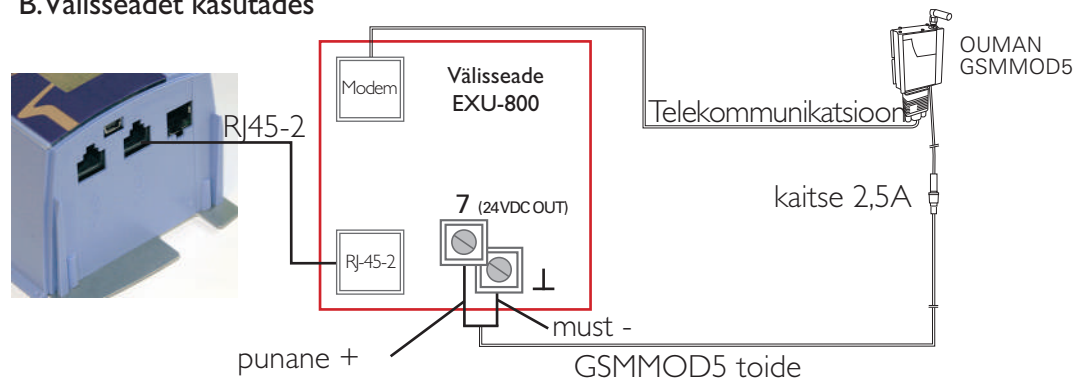 B.Välisseadet kasutades
OUMAN
GSMMOD5
Modem
Välisseade
EXU-800
Telekommunikatsioon
RJ45-2
kaitse 2,5A
7 (24VDC OUT)
RJ-45-2
must -
punane +
GSMMOD5 toide